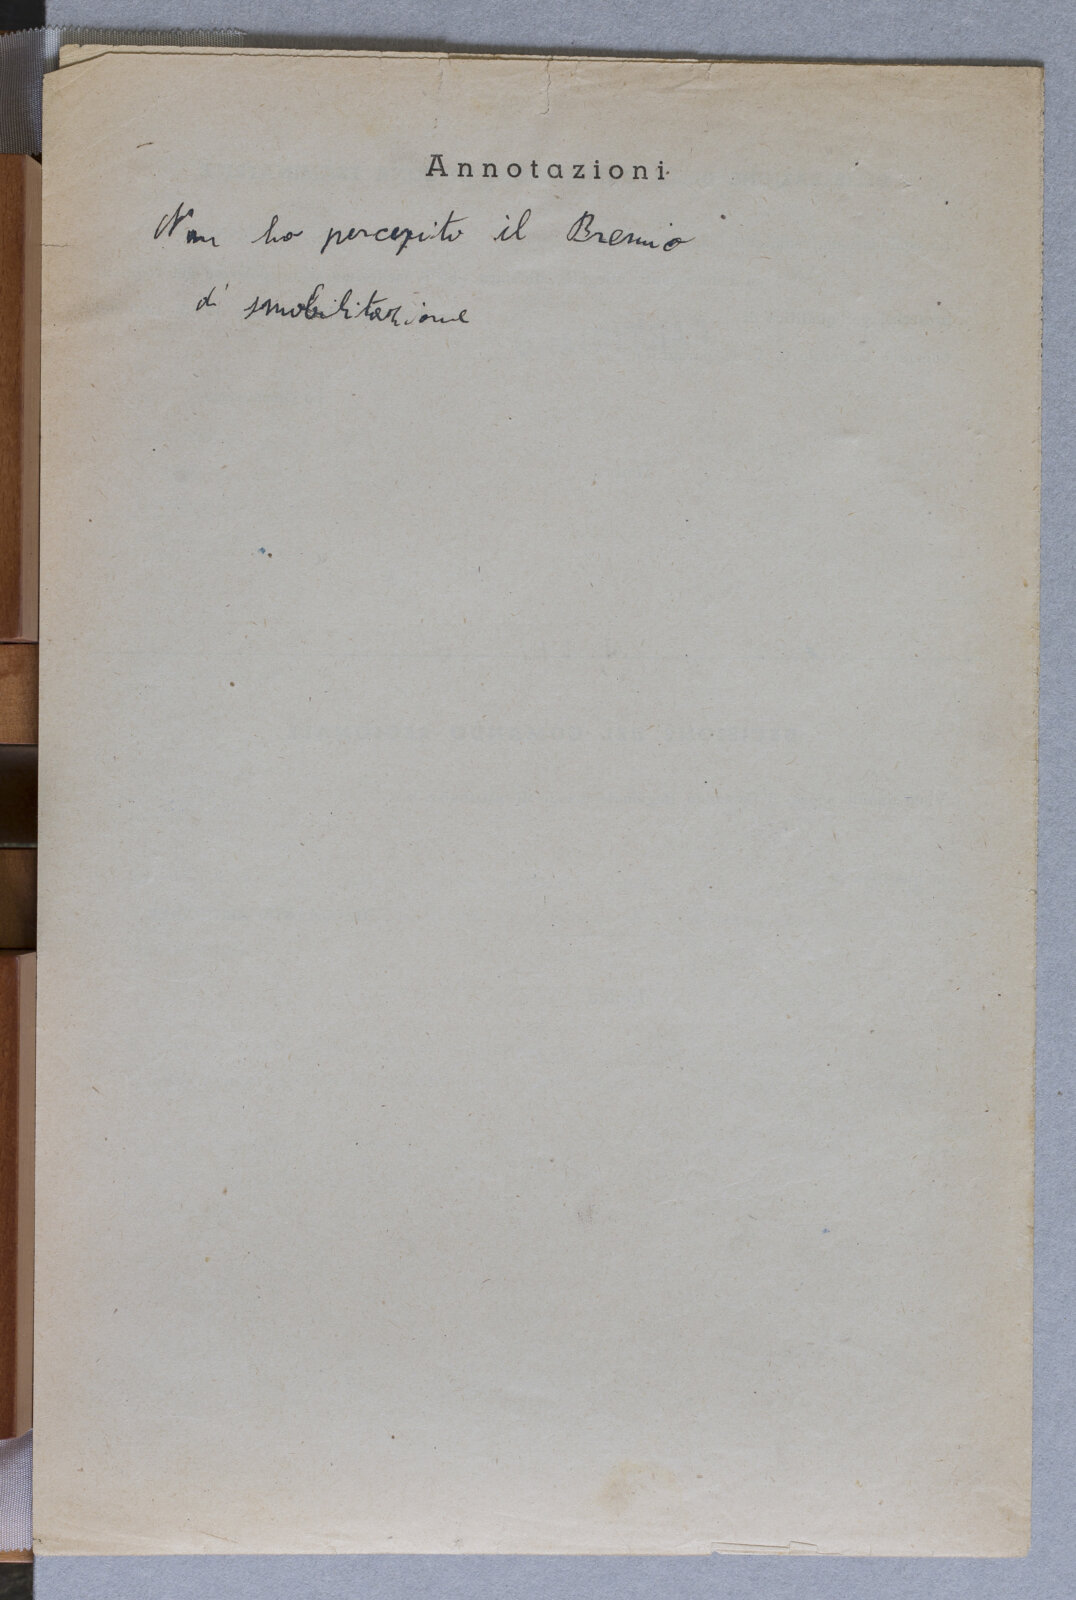 Annotazioni
Non ho percepito il Premio
di smobilitazione